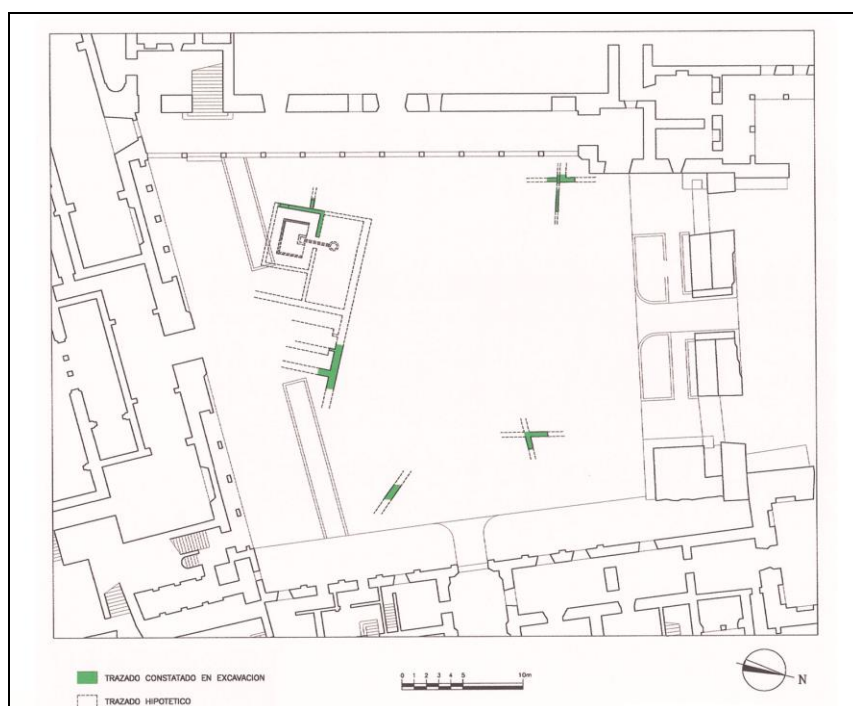 TRAZADO CONSTATADO EN EXCAVACION
TRAZADO HIPOTETICO
0 1 2 3 4 5 10m
N